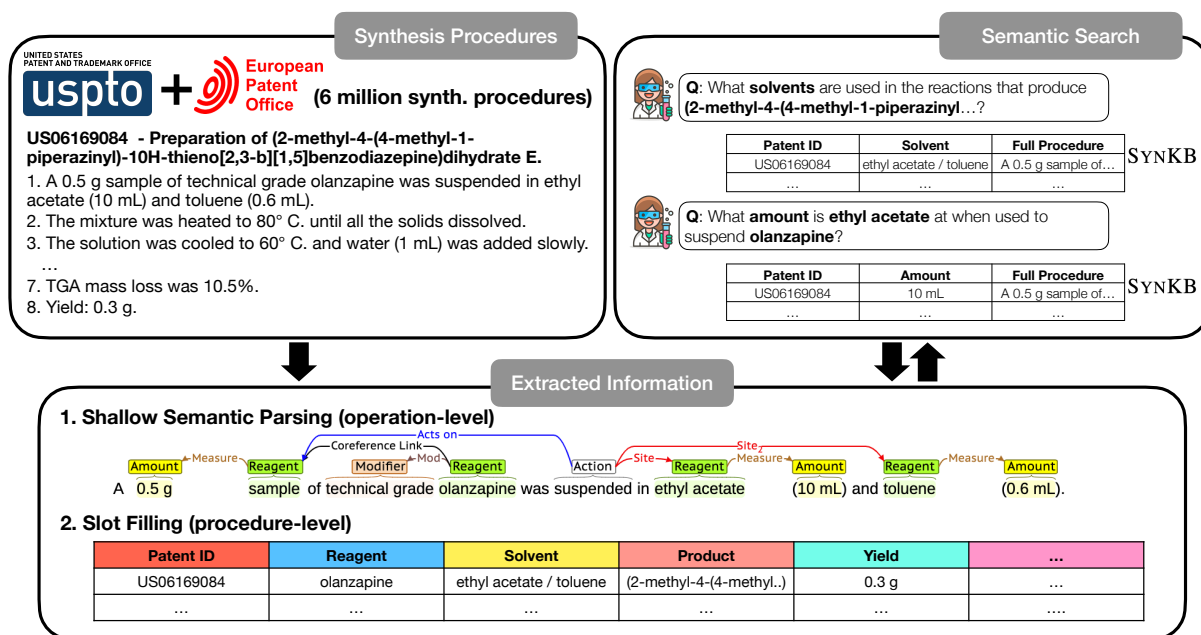 Synthesis Procedures
UNITED STATES
PATENT AND TRADEMARK OFFICE
uspto
+
European
Patent
Office
(6 million synth. procedures)
US06169084 - Preparation of (2-methyl-4-(4-methyl-1-
piperazinyl)-10H-thieno[2,3-b][1,5]benzodiazepine)dihydrate E.
1. A 0.5 g sample of technical grade olanzapine was suspended in ethyl
acetate (10 mL) and toluene (0.6 mL).
2. The mixture was heated to 80° C. until all the solids dissolved.
3. The solution was cooled to 60° C. and water (1 mL) was added slowly.
…
7. TGA mass loss was 10.5%.
8. Yield: 0.3 g.
Semantic Search
Q: What solvents are used in the reactions that produce
(2-methyl-4-(4-methyl-1-piperazinyl…?
Patent ID Solvent Full Procedure
US06169084 ethyl acetate / toluene A 0.5 g sample of…
… … …
SYNKB
Q: What amount is ethyl acetate at when used to
suspend olanzapine?
Patent ID Amount Full Procedure
US06169084 10 mL A 0.5 g sample of…
… … …
SYNKB
Extracted Information
1. Shallow Semantic Parsing (operation-level)
Acts on
Coreference Link
Site2
Measure Mod Site Measure Measure
Amount Reagent Modifier Reagent Action Reagent Amount Reagent Amount
A 0.5 g sample of technical grade olanzapine was suspended in ethyl acetate (10 mL) and toluene (0.6 mL).
2. Slot Filling (procedure-level)
Patent ID Reagent Solvent Product Yield …
US06169084 olanzapine ethyl acetate / toluene (2-methyl-4-(4-methyl..) 0.3 g …
… … … … … ….